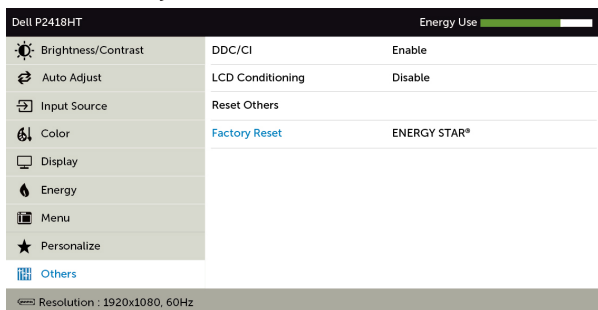 Dell P2418HT Energy Use
Brightness/Contrast DDC/CI Enable
Auto Adjust LCD Conditioning Disable
Input Source Reset Others
Color Factory Reset ENERGY STAR®
Display
Energy
Menu
Personalize
Others
Resolution : 1920x1080, 60Hz